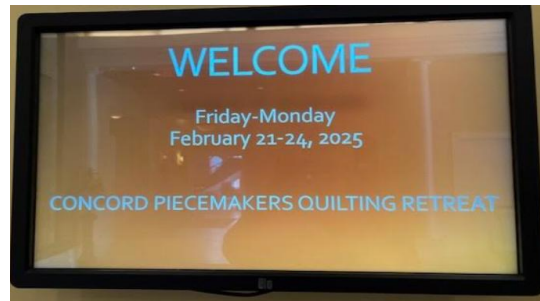 WELCOME
Friday-Monday
February 21-24, 2025
CONCORD PIECEMAKERS QUILTING RETREAT